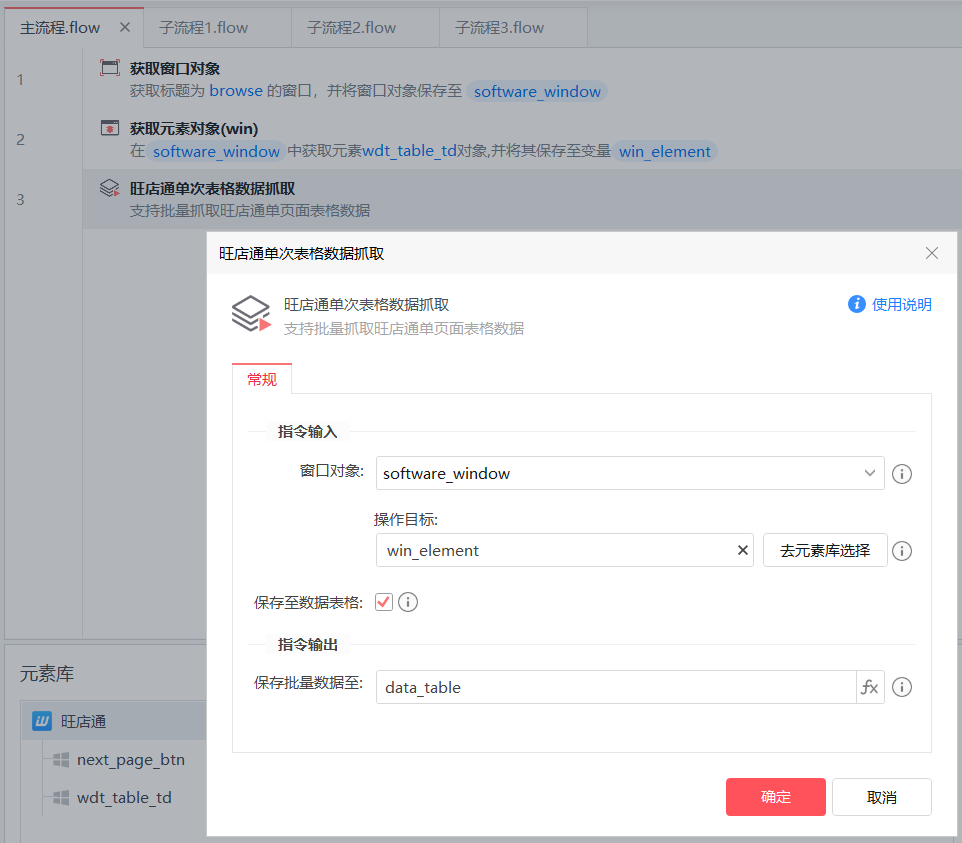 主流程.flow
子流程1.flow
子流程2.flow
子流程3.flow
1
获取窗口对象
获取标题为 browse 的窗口，并将窗口对象保存至 software_window
2
获取元素对象(win)
在 software_window 中获取元素wdt_table_td对象,并将其保存至变量 win_element
3
旺店通单次表格数据抓取
支持批量抓取旺店通单页面表格数据
旺店通单次表格数据抓取
旺店通单次表格数据抓取
支持批量抓取旺店通单页面表格数据
使用说明
常规
指令输入
窗口对象: software_window
操作目标:
win_element
去元素库选择
保存至数据表格:
指令输出
保存批量数据至: data_table fx
确定
取消
元素库
旺店通
next_page_btn
wdt_table_td